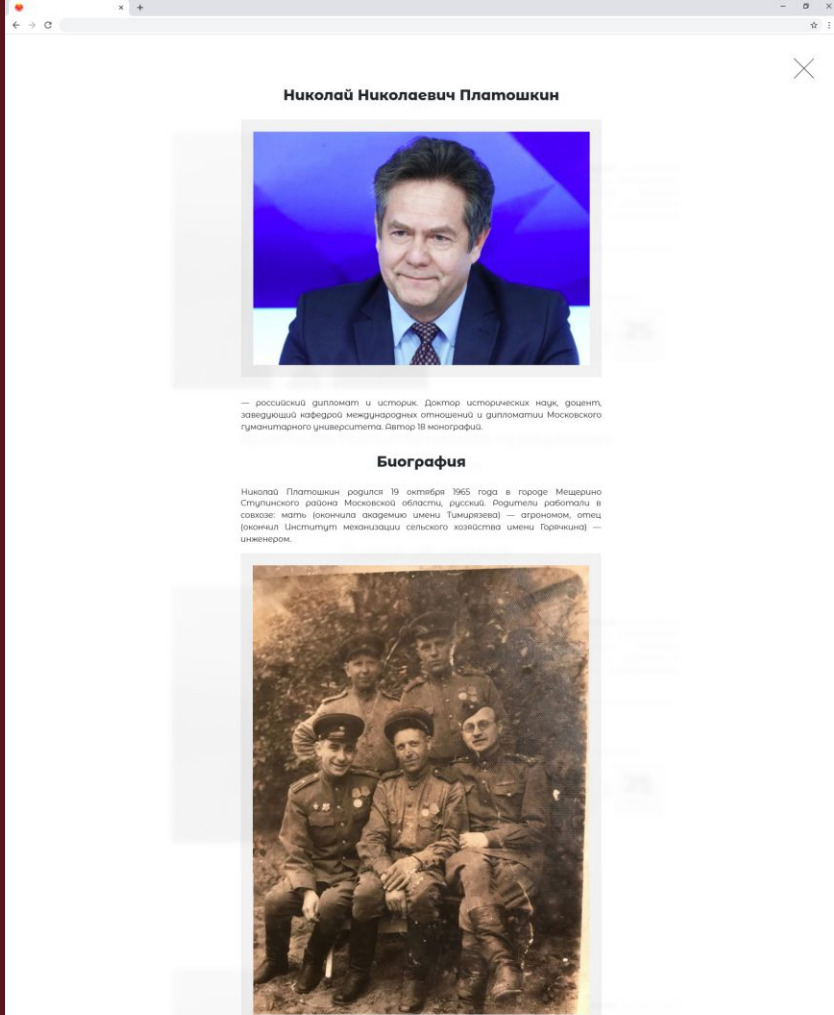 Николай Николаевич Платошкин
— российский дипломат и историк. Доктор исторических наук, доцент,
заведующий кафедрой международных отношений и дипломатии Московского
гуманитарного университета. Автор 18 монографий.
Биография
Николай Платошкин родился 19 октября 1965 года в городе Мещерино
Ступинского района Московской области, русский. Родители работали в
совхозе: мать (окончила академию имени Тимирязева) — агрономом, отец
(окончил Институт механизации сельского хозяйства имени Горячкина) —
инженером.